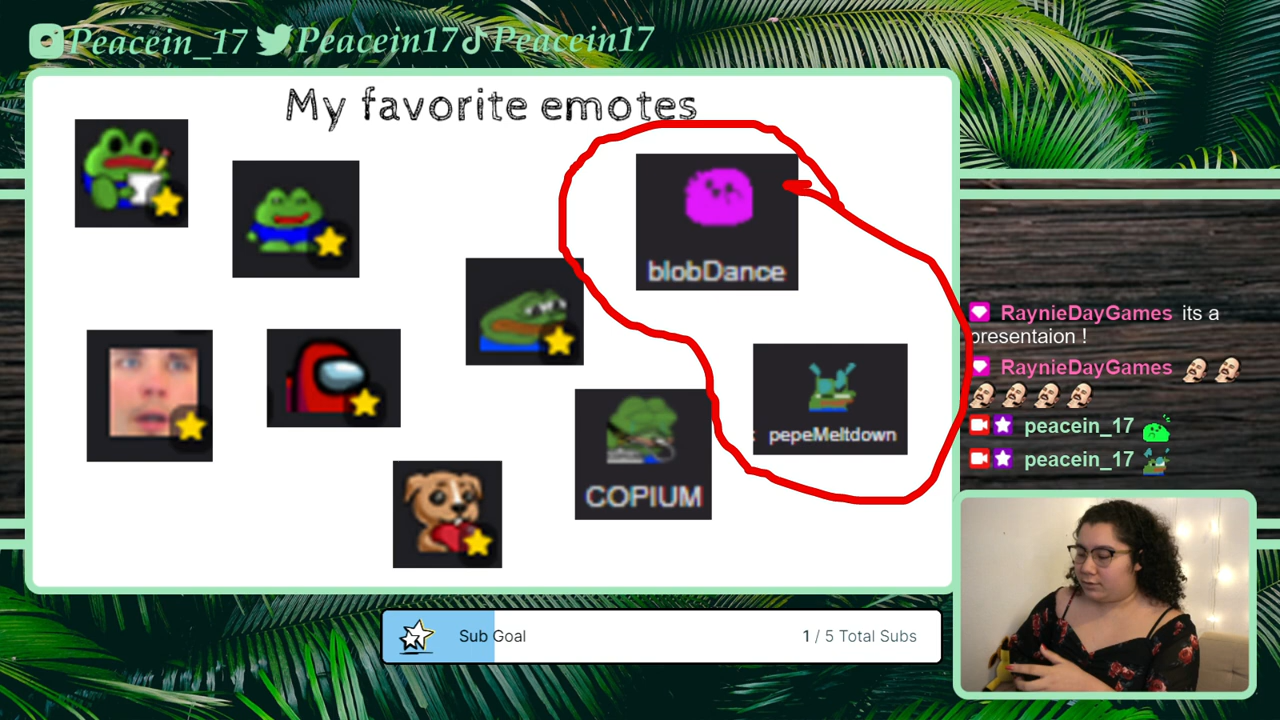 Peacein_17 Peacein17 Peacein17
My favorite emotes
blobDance
pepeMeltdown
COPIUM
RaynieDayGames its a
presentaion !
RaynieDayGames
peacein_17
peacein_17
Sub Goal 1 / 5 Total Subs